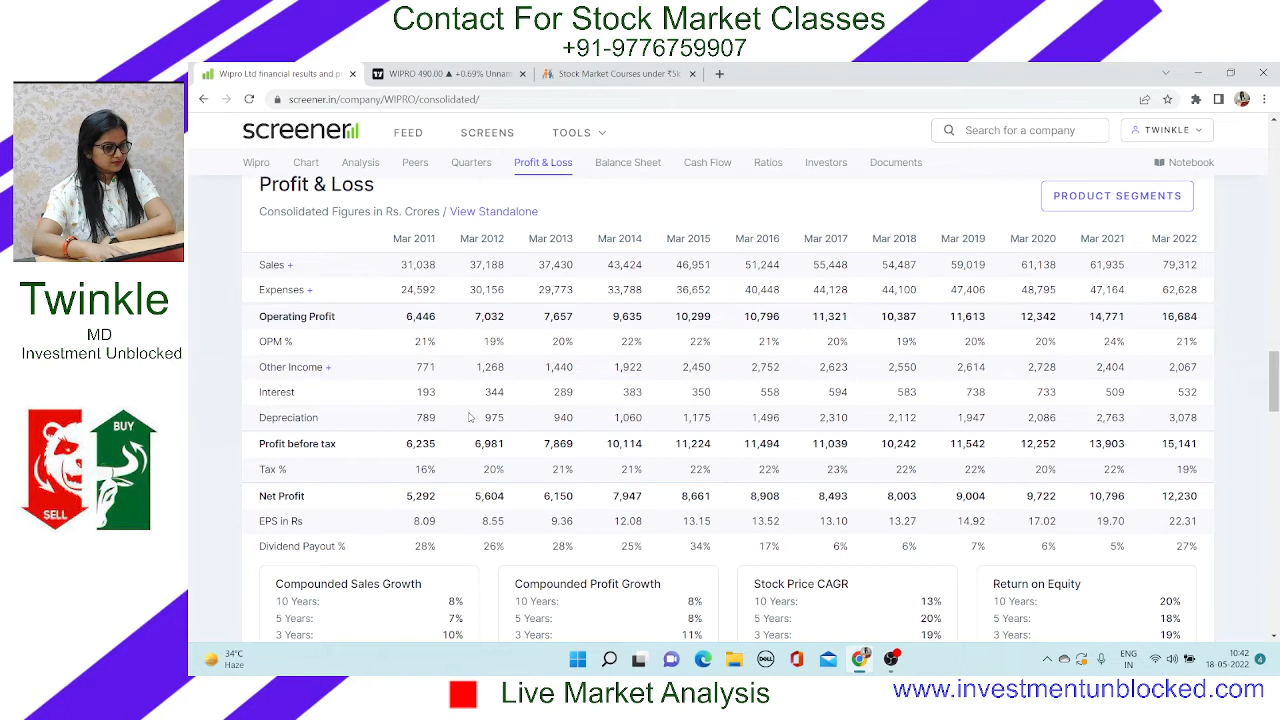 Contact For Stock Market Classes
+91-9776759907
Wipro Ltd financial results and pr
WIPRO 490.00 ▲ +0.69% Unnam
Stock Market Courses under ₹5k
screener.in/company/WIPRO/consolidated/
screener FEED SCREENS TOOLS Search for a company TWINKLE
Wipro Chart Analysis Peers Quarters Profit & Loss Balance Sheet Cash Flow Ratios Investors Documents Notebook
Profit & Loss
PRODUCT SEGMENTS
Consolidated Figures in Rs. Crores / View Standalone
Mar 2011 Mar 2012 Mar 2013 Mar 2014 Mar 2015 Mar 2016 Mar 2017 Mar 2018 Mar 2019 Mar 2020 Mar 2021 Mar 2022
Sales + 31,038 37,188 37,430 43,424 46,951 51,244 55,448 54,487 59,019 61,138 61,935 79,312
Expenses + 24,592 30,156 29,773 33,788 36,652 40,448 44,128 44,100 47,406 48,795 47,164 62,628
Operating Profit 6,446 7,032 7,657 9,635 10,299 10,796 11,321 10,387 11,613 12,342 14,771 16,684
OPM % 21% 19% 20% 22% 22% 21% 20% 19% 20% 20% 24% 21%
Other Income + 771 1,268 1,440 1,922 2,450 2,752 2,623 2,550 2,614 2,728 2,404 2,067
Interest 193 344 289 383 350 558 594 583 738 733 509 532
Depreciation 789 975 940 1,060 1,175 1,496 2,310 2,112 1,947 2,086 2,763 3,078
Profit before tax 6,235 6,981 7,869 10,114 11,224 11,494 11,039 10,242 11,542 12,252 13,903 15,141
Tax % 16% 20% 21% 21% 22% 22% 23% 22% 22% 20% 22% 19%
Net Profit 5,292 5,604 6,150 7,947 8,661 8,908 8,493 8,003 9,004 9,722 10,796 12,230
EPS in Rs 8.09 8.55 9.36 12.08 13.15 13.52 13.10 13.27 14.92 17.02 19.70 22.31
Dividend Payout % 28% 26% 28% 25% 34% 17% 6% 6% 7% 6% 5% 27%
Compounded Sales Growth
10 Years: 8%
5 Years: 7%
3 Years: 10%
Compounded Profit Growth
10 Years: 8%
5 Years: 8%
3 Years: 11%
Stock Price CAGR
10 Years: 13%
5 Years: 20%
3 Years: 19%
Return on Equity
10 Years: 20%
5 Years: 18%
3 Years: 19%
Twinkle
MD
Investment Unblocked
BUY
SELL
34°C
Haze
DELL
ENG
IN
10:42
18-05-2022
4
Live Market Analysis
www.investmentunblocked.com